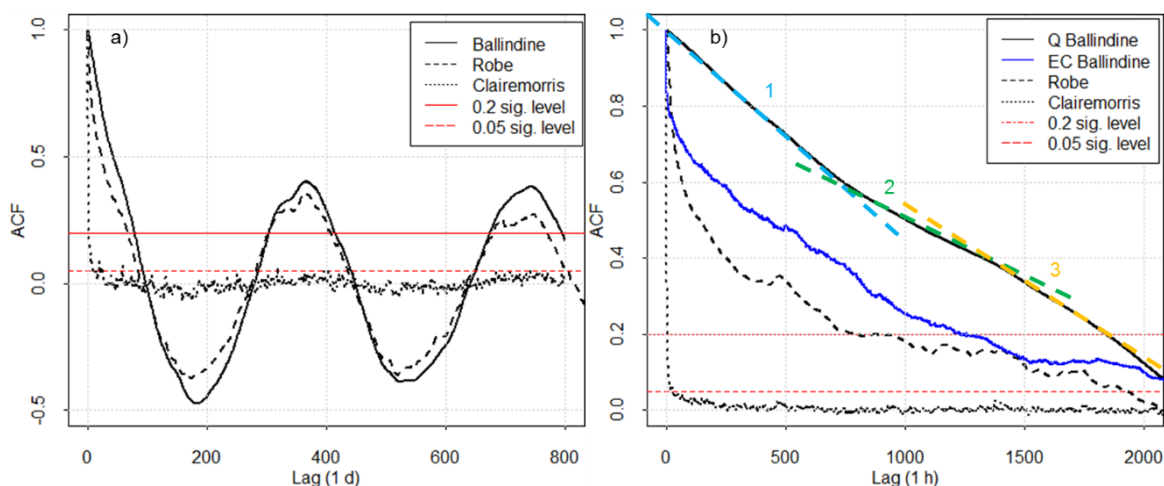 a)
Ballindine
Robe
Clairemorris
0.2 sig. level
0.05 sig. level
ACF
1.0
0.5
0.0
-0.5
0
200
400
600
800
Lag (1 d)
b)
Q Ballindine
EC Ballindine
Robe
Clairemorris
0.2 sig. level
0.05 sig. level
1
2
3
ACF
1.0
0.8
0.6
0.4
0.2
0.0
0
500
1000
1500
2000
Lag (1 h)